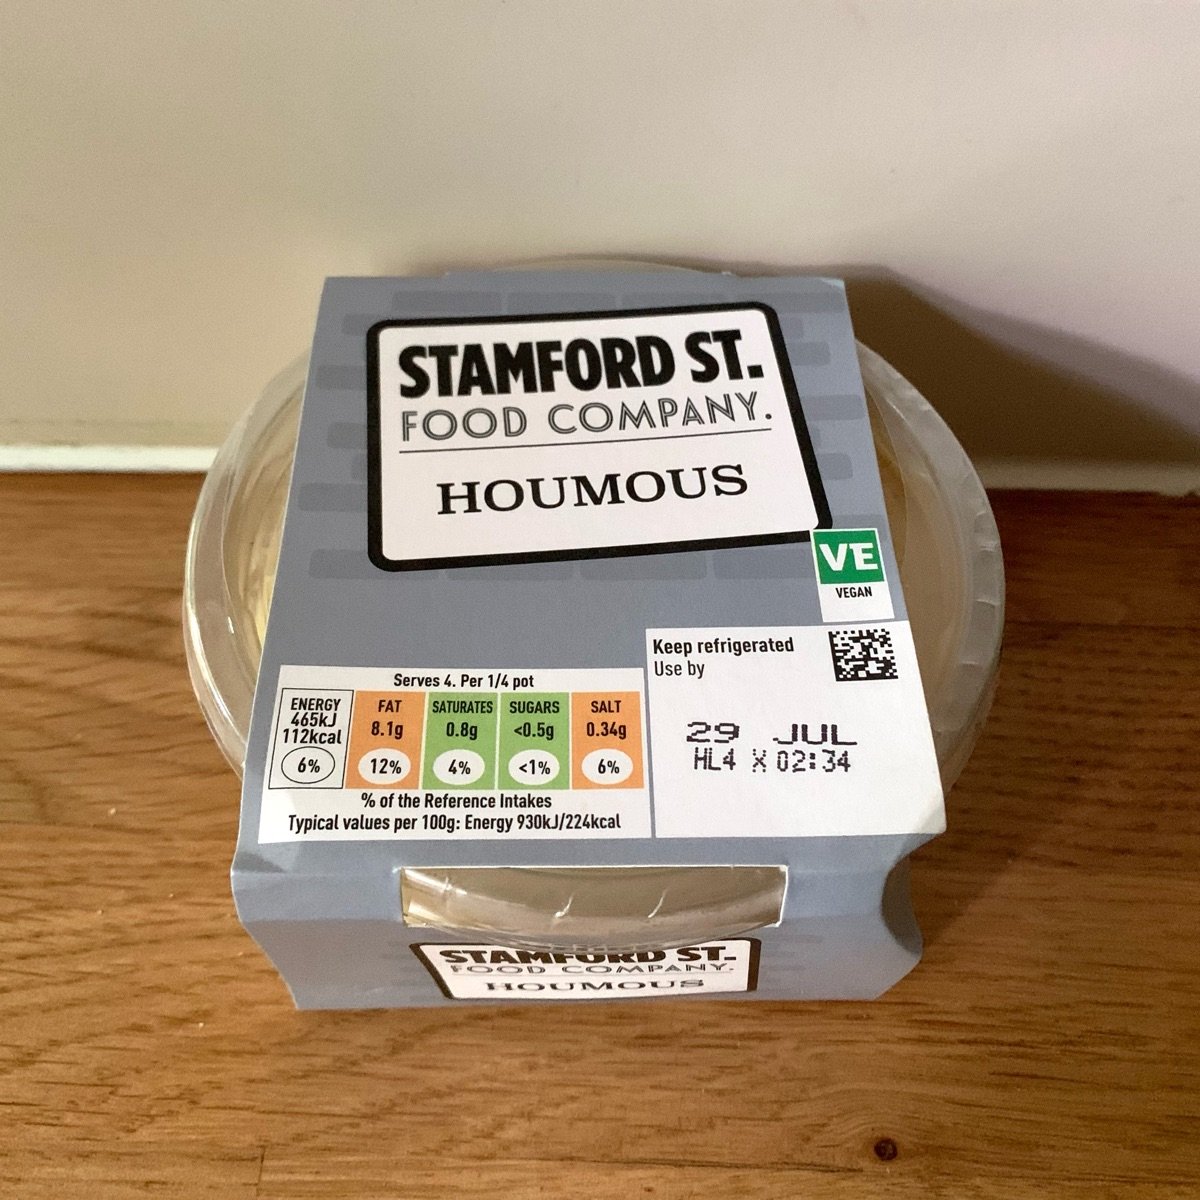 STAMFORD ST.
FOOD COMPANY.
HOUMOUS
VE
VEGAN
Keep refrigerated
Use by
29 JUL
HL4 X 02:34
Serves 4. Per 1/4 pot
ENERGY
465kJ
112kcal
6%
FAT
8.1g
12%
SATURATES
0.8g
4%
SUGARS
<0.5g
<1%
SALT
0.34g
6%
% of the Reference Intakes
Typical values per 100g: Energy 930kJ/224kcal
STAMFORD ST.
FOOD COMPANY.
HOUMOUS